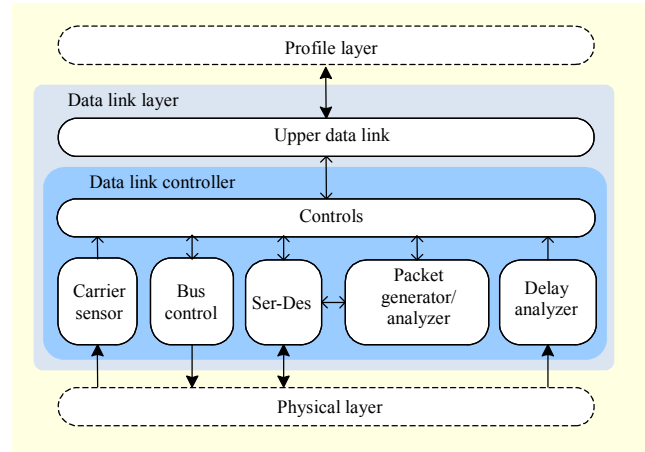 Profile layer
Data link layer
Upper data link
Data link controller
Controls
Carrier
sensor
Bus
control
Ser-Des
Packet
generator/
analyzer
Delay
analyzer
Physical layer